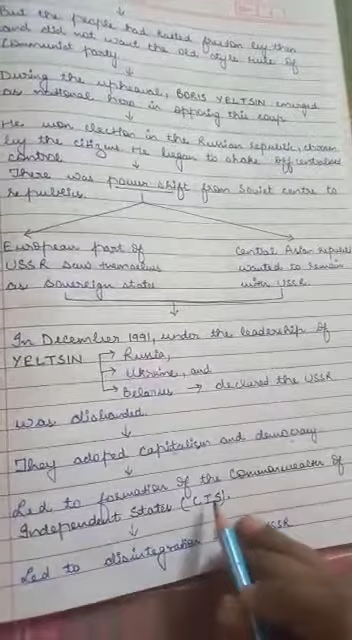 But the people had tasted freedom by then
and did not want the old style rule of
Communist party
During the upheaval, BORIS YELTSIN emerged
as national hero in opposing this coup
He won election in the Russian republic, chosen
by the citizens. He began to shake off centralised
control
There was power shift from Soviet centre to
republics.
European part of
USSR saw themselves
as sovereign state
Central Asian republic
wanted to remain
with USSR.
In December 1991, under the leadership of
YELTSIN Russia,
Ukraine, and
Belarus → declared the USSR
was disbanded.
They adoped capitalism and democracy
Led to formation of the Commonwealth of
Independent States (CIS).
Led to disintegration USSR